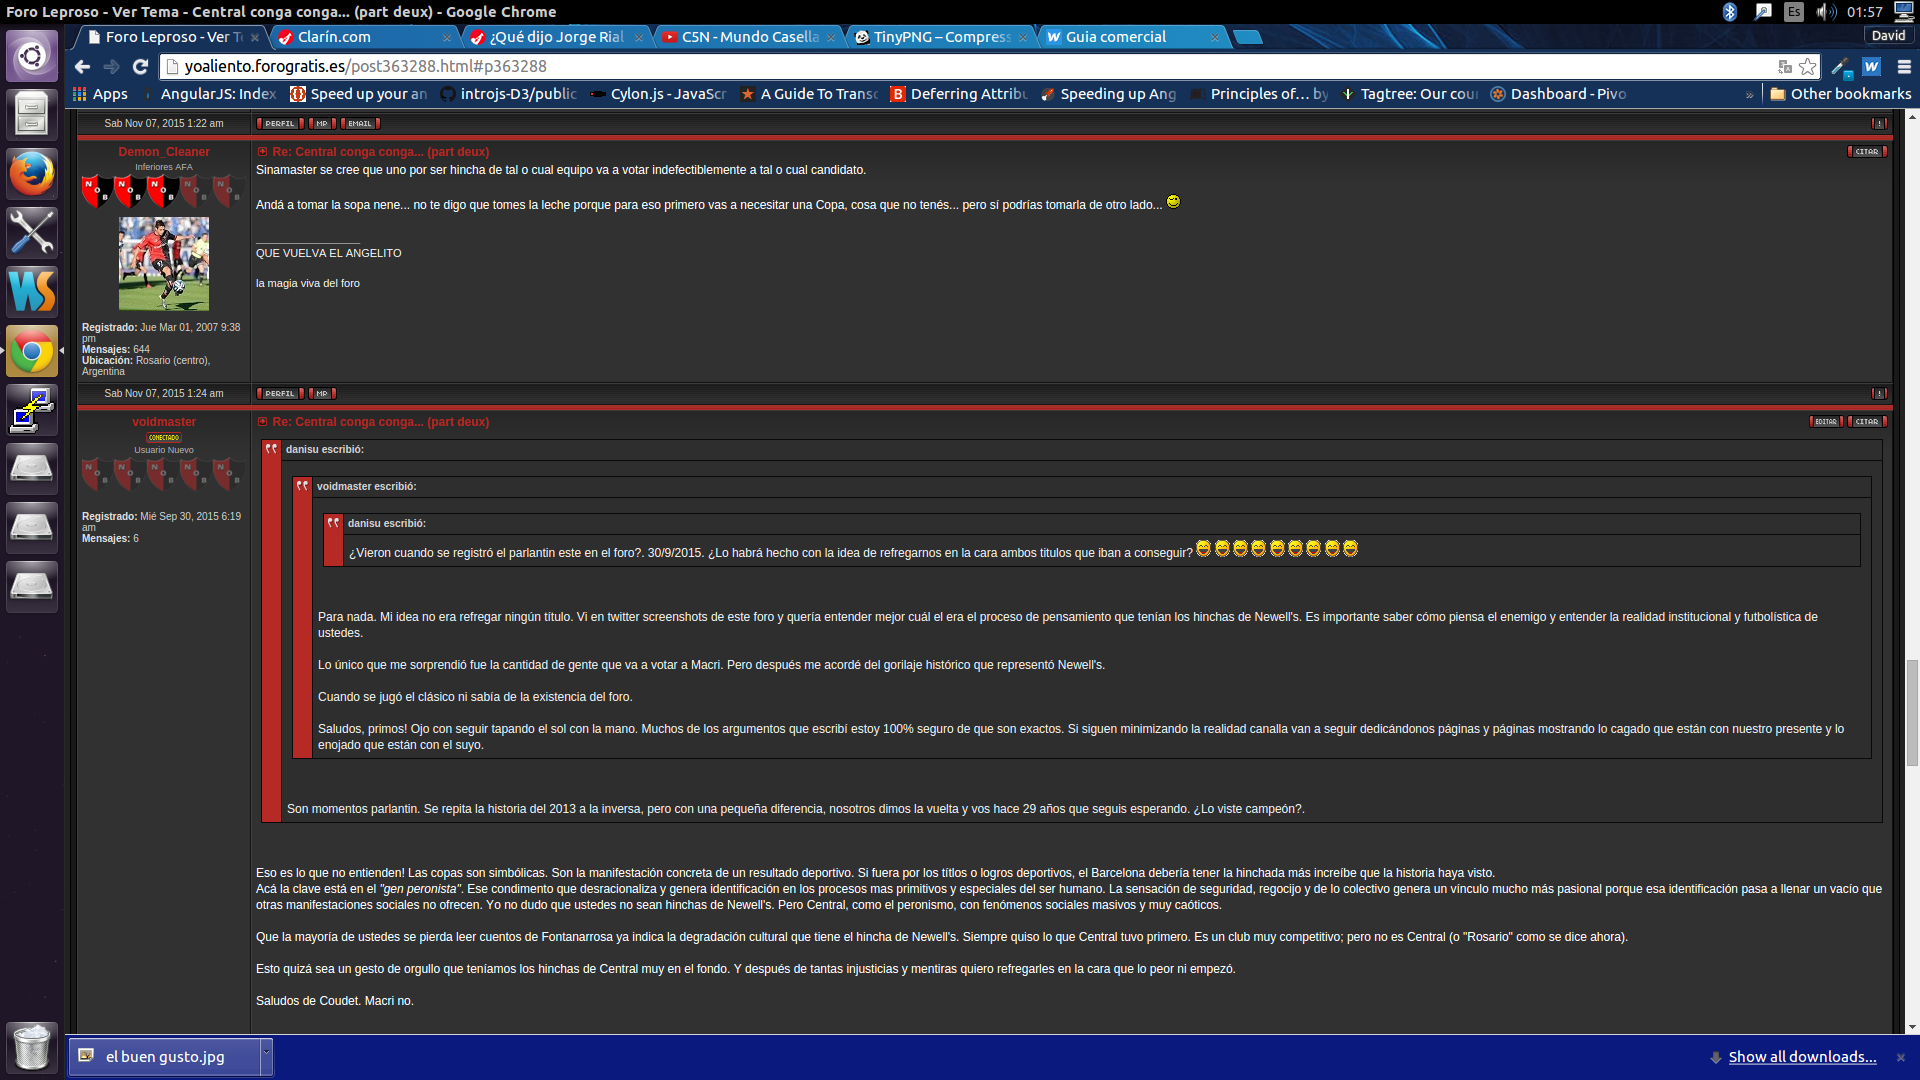 Foro Leproso - Ver Tema - Central conga conga... (part deux) - Google Chrome
Es
01:57
Foro Leproso - Ver T
Clarín.com
¿Qué dijo Jorge Rial
C5N - Mundo Casella
TinyPNG – Compress
Guia comercial
David
yoaliento.forogratis.es/post363288.html#p363288
Apps
AngularJS: Index
Speed up your an
introjs-D3/public
Cylon.js - JavaScr
A Guide To Transc
Deferring Attribu
Speeding up Ang
Principles of... by
Tagtree: Our cou
Dashboard - Pivo
»
Other bookmarks
Sab Nov 07, 2015 1:22 am
PERFIL
MP
EMAIL
Demon_Cleaner
Inferiores AFA
Re: Central conga conga... (part deux)
CITAR
Sinamaster se cree que uno por ser hincha de tal o cual equipo va a votar indefectiblemente a tal o cual candidato.
Andá a tomar la sopa nene... no te digo que tomes la leche porque para eso primero vas a necesitar una Copa, cosa que no tenés... pero sí podrías tomarla de otro lado...
QUE VUELVA EL ANGELITO
la magia viva del foro
Registrado: Jue Mar 01, 2007 9:38
pm
Mensajes: 644
Ubicación: Rosario (centro),
Argentina
Sab Nov 07, 2015 1:24 am
PERFIL
MP
voidmaster
CONECTADO
Usuario Nuevo
Registrado: Mié Sep 30, 2015 6:19
am
Mensajes: 6
Re: Central conga conga... (part deux)
EDITAR
CITAR
danisu escribió:
voidmaster escribió:
danisu escribió:
¿Vieron cuando se registró el parlantin este en el foro?. 30/9/2015. ¿Lo habrá hecho con la idea de refregarnos en la cara ambos titulos que iban a conseguir?
Para nada. Mi idea no era refregar ningún título. Vi en twitter screenshots de este foro y quería entender mejor cuál el era el proceso de pensamiento que tenían los hinchas de Newell's. Es importante saber cómo piensa el enemigo y entender la realidad institucional y futbolística de
ustedes.
Lo único que me sorprendió fue la cantidad de gente que va a votar a Macri. Pero después me acordé del gorilaje histórico que representó Newell's.
Cuando se jugó el clásico ni sabía de la existencia del foro.
Saludos, primos! Ojo con seguir tapando el sol con la mano. Muchos de los argumentos que escribí estoy 100% seguro de que son exactos. Si siguen minimizando la realidad canalla van a seguir dedicándonos páginas y páginas mostrando lo cagado que están con nuestro presente y lo
enojado que están con el suyo.
Son momentos parlantin. Se repita la historia del 2013 a la inversa, pero con una pequeña diferencia, nosotros dimos la vuelta y vos hace 29 años que seguis esperando. ¿Lo viste campeón?.
Eso es lo que no entienden! Las copas son simbólicas. Son la manifestación concreta de un resultado deportivo. Si fuera por los títlos o logros deportivos, el Barcelona debería tener la hinchada más increíbe que la historia haya visto.
Acá la clave está en el "gen peronista". Ese condimento que desracionaliza y genera identificación en los procesos mas primitivos y especiales del ser humano. La sensación de seguridad, regocijo y de lo colectivo genera un vínculo mucho más pasional porque esa identificación pasa a llenar un vacío que
otras manifestaciones sociales no ofrecen. Yo no dudo que ustedes no sean hinchas de Newell's. Pero Central, como el peronismo, con fenómenos sociales masivos y muy caóticos.
Que la mayoría de ustedes se pierda leer cuentos de Fontanarrosa ya indica la degradación cultural que tiene el hincha de Newell's. Siempre quiso lo que Central tuvo primero. Es un club muy competitivo; pero no es Central (o "Rosario" como se dice ahora).
Esto quizá sea un gesto de orgullo que teníamos los hinchas de Central muy en el fondo. Y después de tantas injusticias y mentiras quiero refregarles en la cara que lo peor ni empezó.
Saludos de Coudet. Macri no.
el buen gusto.jpg
Show all downloads...